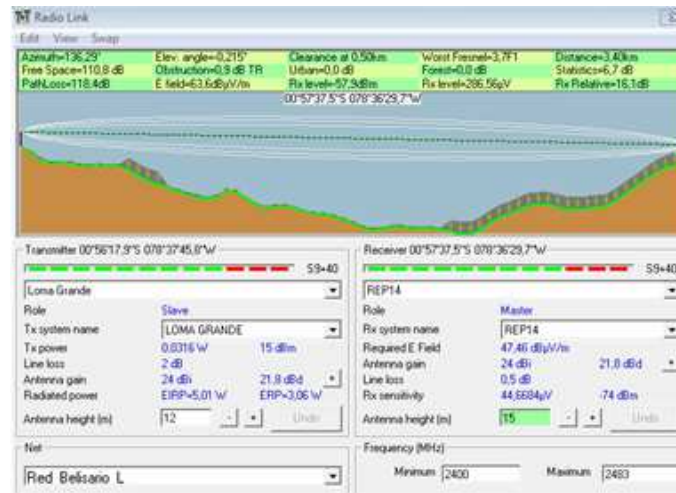 Radio Link
Edit View Swap
Azimuth=136,29° Elev. angle=-0,215° Clearance at 0,50km Worst Fresnel=3,7F1 Distance=3,40km
Free Space=110,8 dB Obstruction=0,9 dB TR Urban=0,0 dB Forest=0,0 dB Statistics=6,7 dB
PathLoss=118,4dB E field=63,6dBµV/m Rx level=-57,9dBm Rx level=286,56µV Rx Relative=16,1dB
00°57'37,5"S 078°36'29,7"W
Transmitter 00°56'17,9"S 078°37'45,8"W
S9+40
Loma Grande
Role Slave
Tx system name LOMA GRANDE
Tx power 0,0316 W 15 dBm
Line loss 2 dB
Antenna gain 24 dBi 21,8 dBd +
Radiated power EIRP=5,01 W ERP=3,06 W
Antenna height (m) 12 - + Undo
Net
Red Belisario L
Receiver 00°57'37,5"S 078°36'29,7"W
S9+40
REP14
Role Master
Rx system name REP14
Required E Field 47,46 dBµV/m
Antenna gain 24 dBi 21,8 dBd +
Line loss 0,5 dB
Rx sensitivity 44,6684µV -74 dBm
Antenna height (m) 15 - + Undo
Frequency (MHz)
Minimum 2400 Maximum 2483